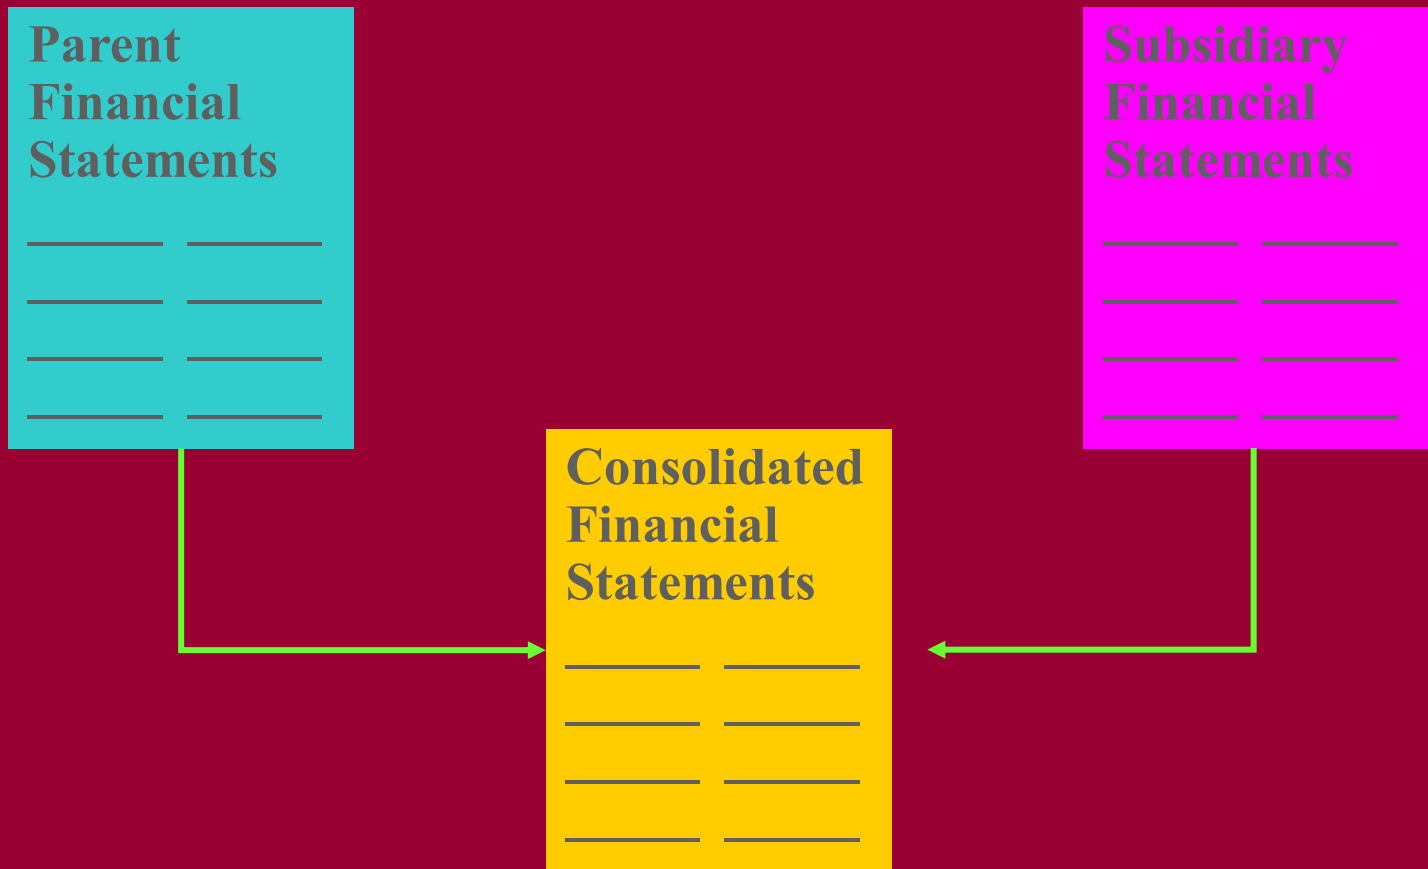 Parent
Financial
Statements
Subsidiary
Financial
Statements
Consolidated
Financial
Statements